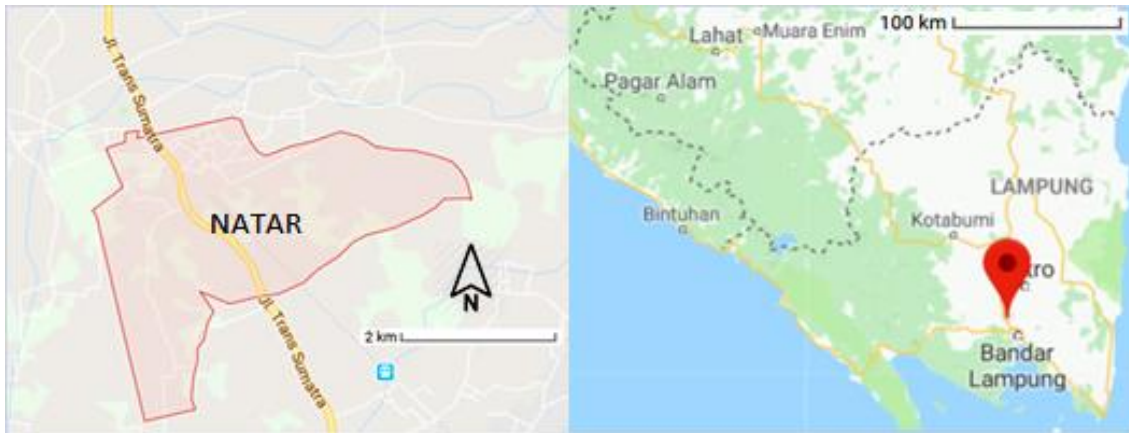 Jl. Trans Sumatra
NATAR
N
2 km
Jl. Trans Sumatra
100 km
Lahat
Muara Enim
Pagar Alam
LAMPUNG
Bintuhan
Kotabumi
tro
Bandar
Lampung